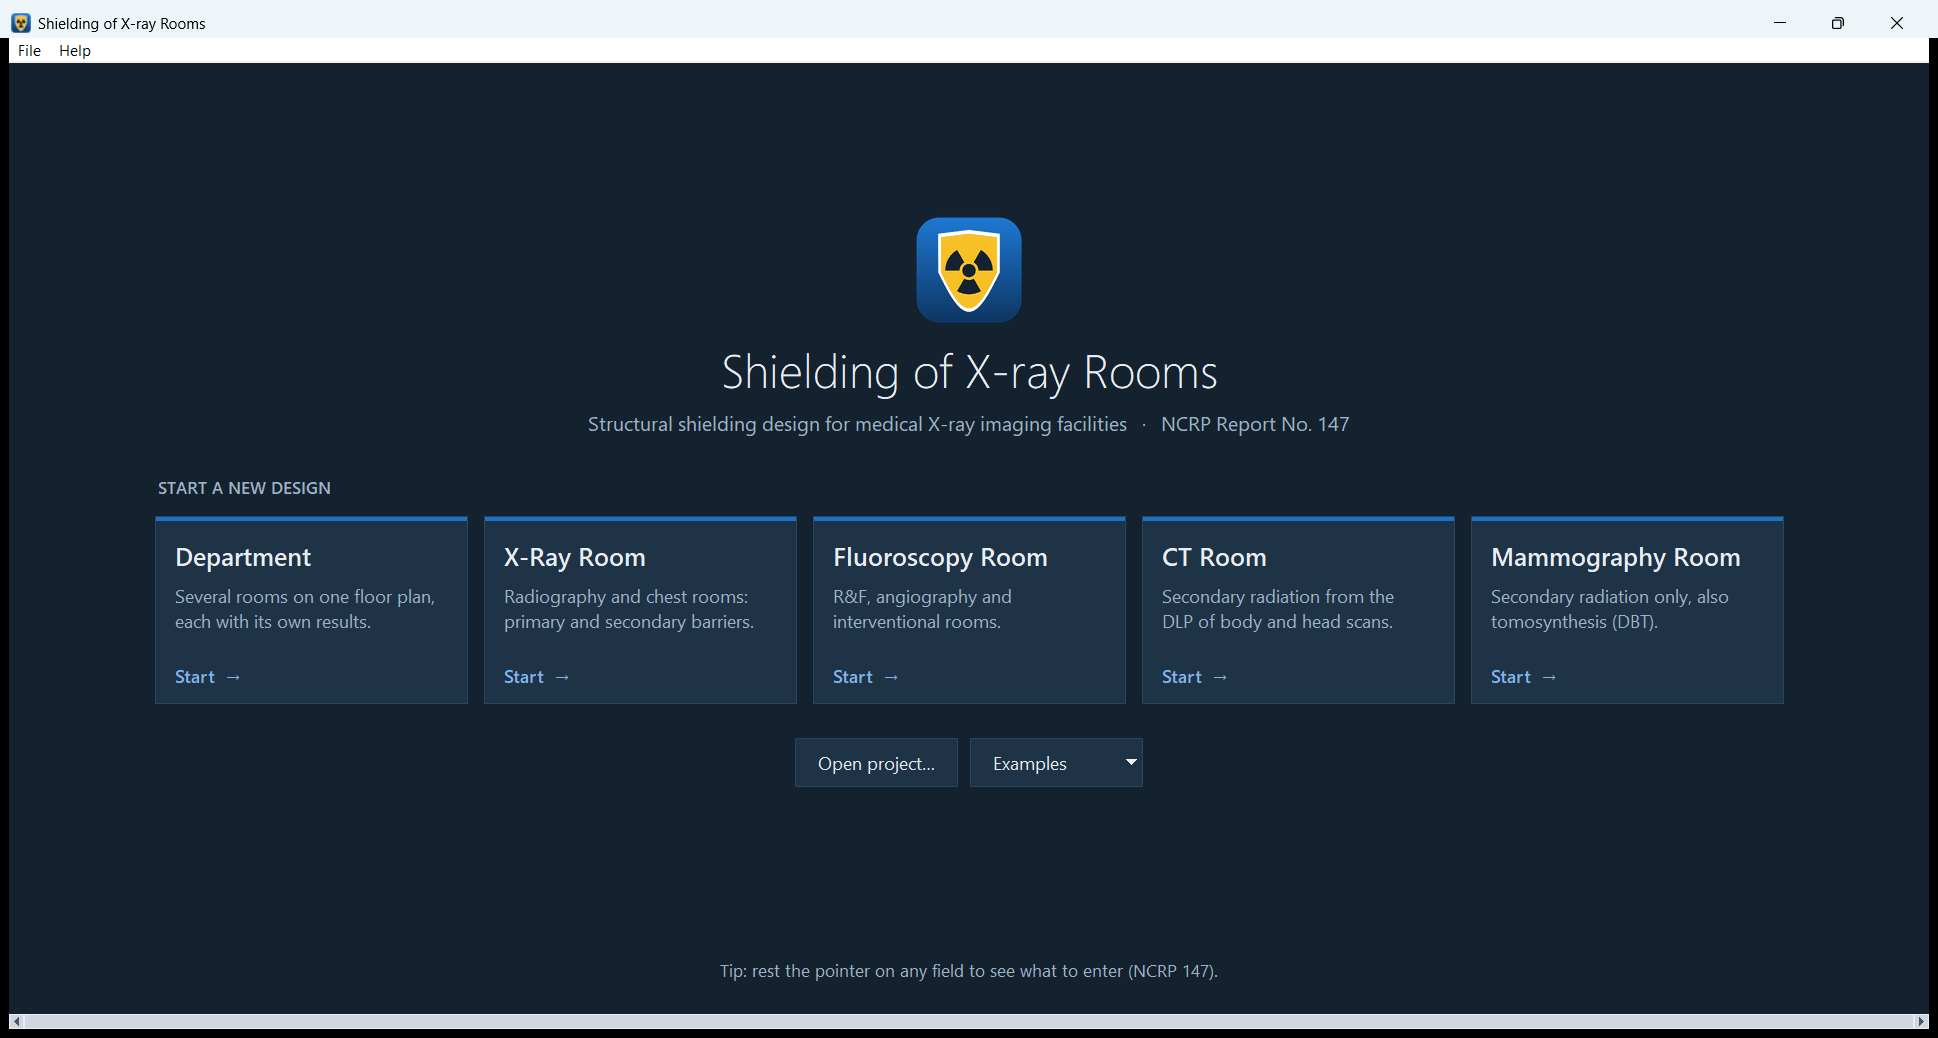 Shielding of X-ray Rooms
File Help
Shielding of X-ray Rooms
Structural shielding design for medical X-ray imaging facilities · NCRP Report No. 147
START A NEW DESIGN
Department
Several rooms on one floor plan,
each with its own results.
Start →
X-Ray Room
Radiography and chest rooms:
primary and secondary barriers.
Start →
Fluoroscopy Room
R&F, angiography and
interventional rooms.
Start →
CT Room
Secondary radiation from the
DLP of body and head scans.
Start →
Mammography Room
Secondary radiation only, also
tomosynthesis (DBT).
Start →
Open project...
Examples
Tip: rest the pointer on any field to see what to enter (NCRP 147).